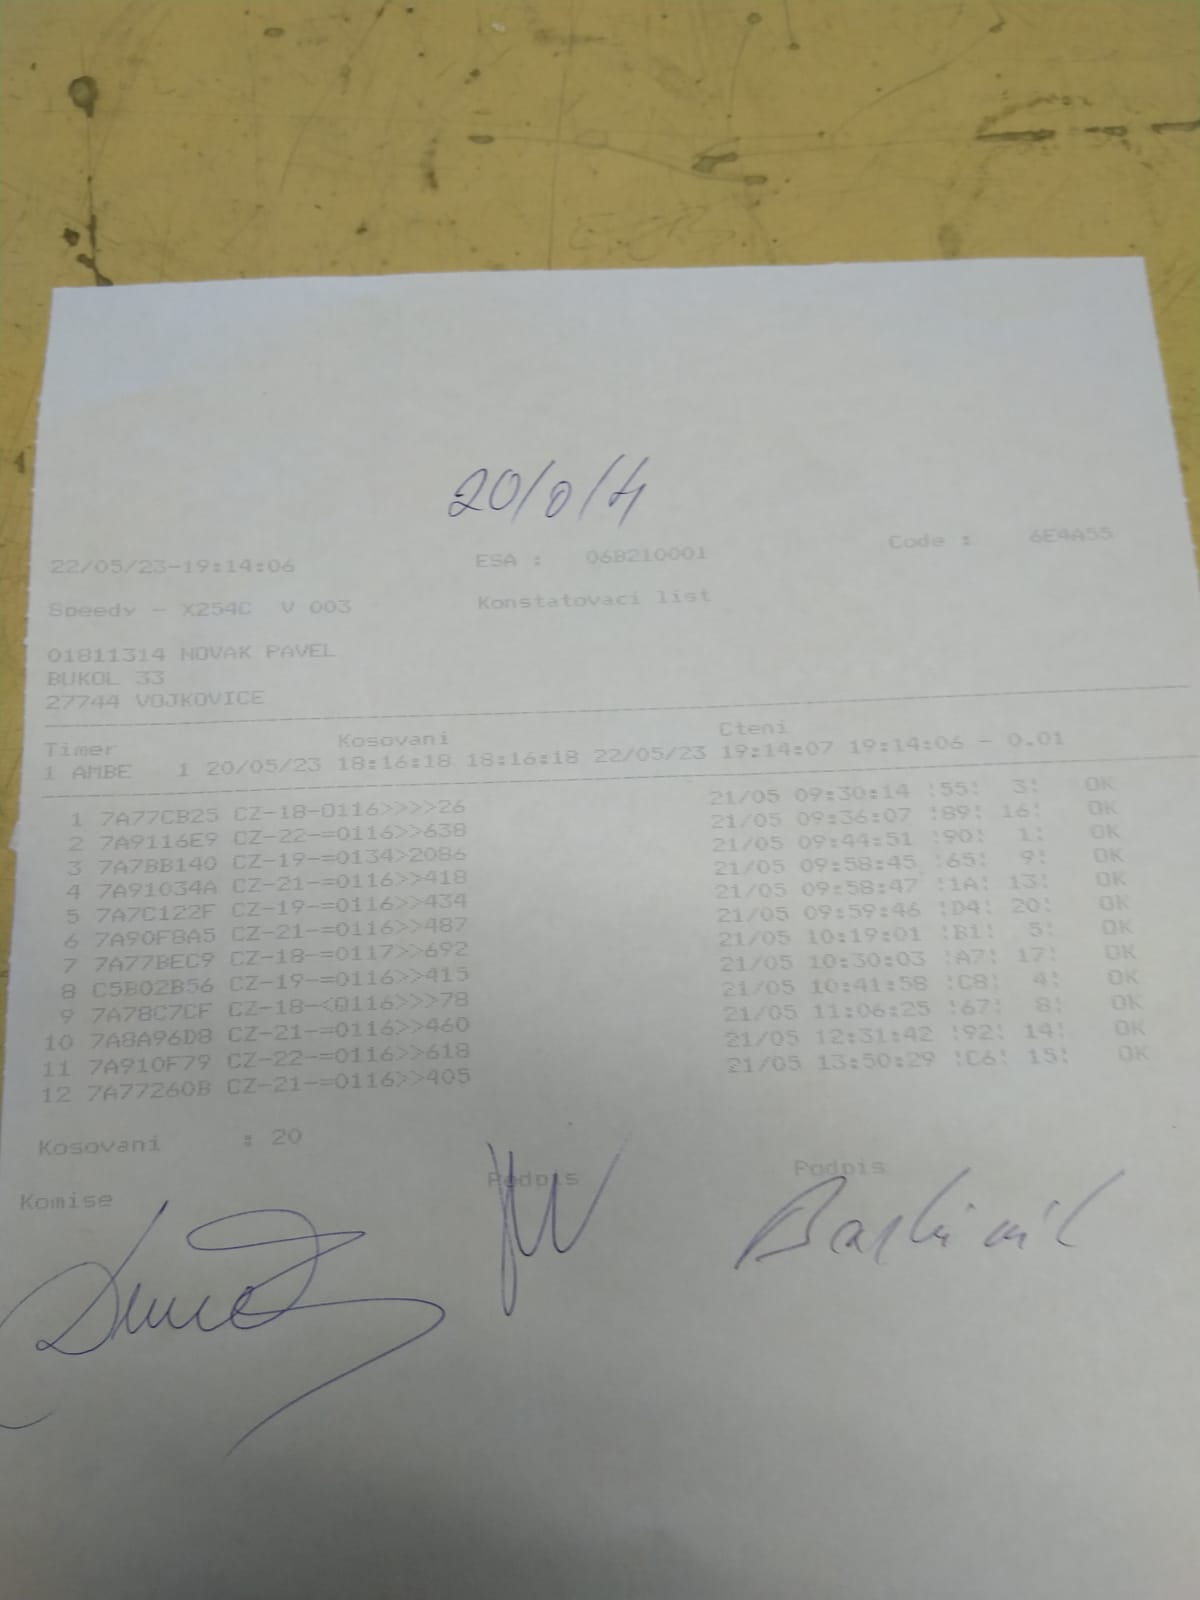 20/0/4
22/05/23-19:14:06 ESA : 06B210001 Code : 6E4A55
Speedy - X254C V 003 Konstatovaci list
01811314 NOVAK PAVEL
BUKOL 33
27744 VOJKOVICE
Timer Kosovani Cteni
1 AMBE 1 20/05/23 18:16:18 18:16:18 22/05/23 19:14:07 19:14:06 - 0.01
1 7A77CB25 CZ-18-0116>>>>26 21/05 09:30:14 !55! 3! OK
2 7A9116E9 CZ-22-=0116>>638 21/05 09:36:07 !89! 16! OK
3 7A7BB140 CZ-19-=0134>2086 21/05 09:44:51 !90! 1! OK
4 7A91034A CZ-21-=0116>>418 21/05 09:58:45 !65! 9! OK
5 7A7C122F CZ-19-=0116>>434 21/05 09:58:47 !1A! 13! OK
6 7A90F8A5 CZ-21-=0116>>487 21/05 09:59:46 !D4! 20! OK
7 7A77BEC9 CZ-18-=0117>>692 21/05 10:19:01 !B1! 5! OK
8 C5B02B56 CZ-19-=0116>>415 21/05 10:30:03 !A7! 17! OK
9 7A78C7CF CZ-18-<0116>>>78 21/05 10:41:58 !C8! 4! OK
10 7A8A96D8 CZ-21-=0116>>460 21/05 11:06:25 !67! 8! OK
11 7A910F79 CZ-22-=0116>>618 21/05 12:31:42 !92! 14! OK
12 7A77260B CZ-21-=0116>>405 21/05 13:50:29 !C6! 15! OK
Kosovani : 20
Komise Podpis Podpis